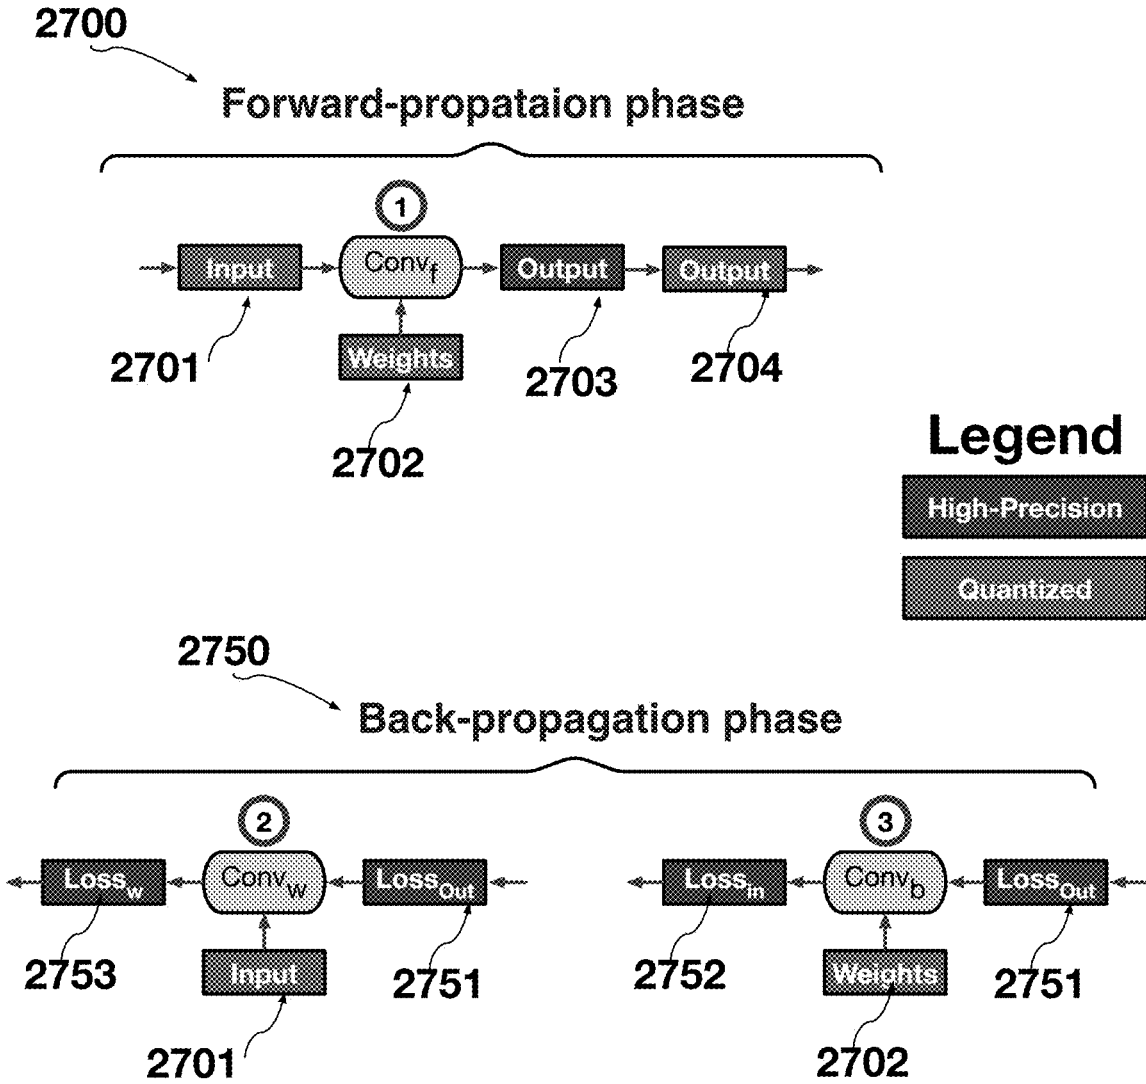 2700
Forward-propataion phase
1
Input
Conv_f
Output
Output
Weights
2701
2703
2704
2702
Legend
High-Precision
Quantized
2750
Back-propagation phase
2
3
Loss_w
Conv_w
Loss_Out
Loss_in
Conv_b
Loss_Out
2753
Input
2751
2752
Weights
2751
2701
2702